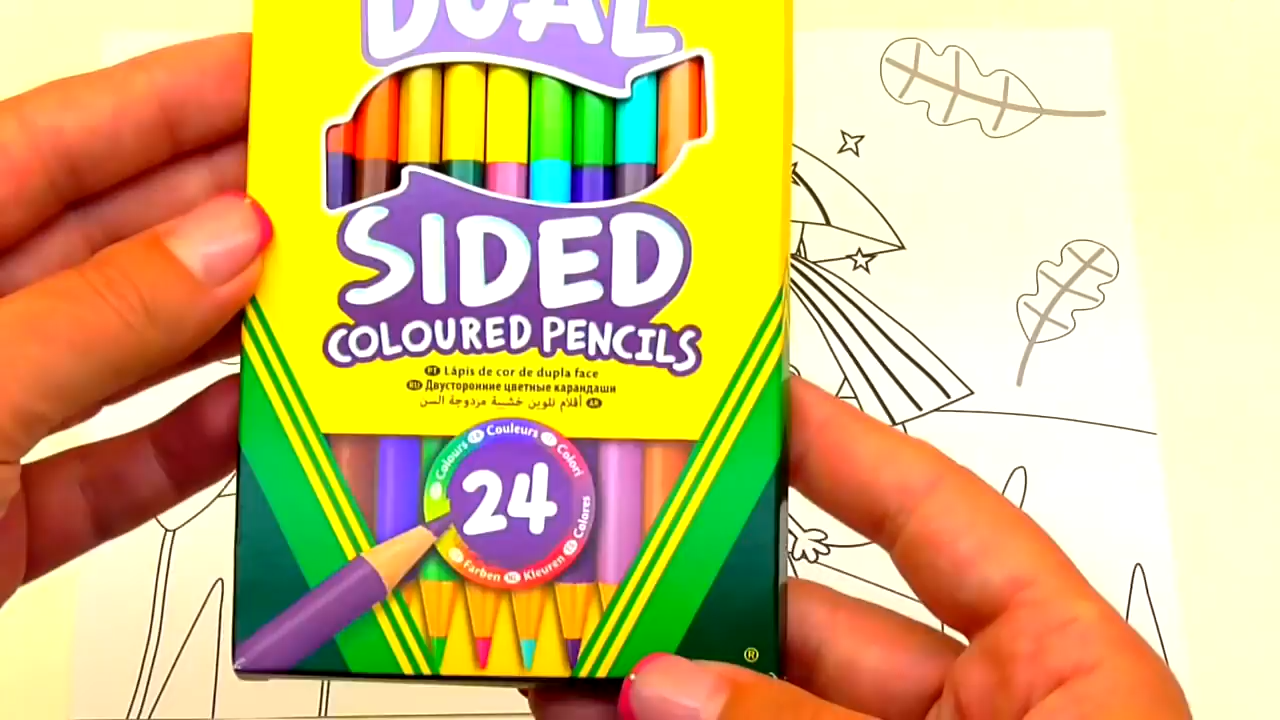 DUAL
SIDED
COLOURED PENCILS
PT Lápis de cor de dupla face
RU Двусторонние цветные карандаши
أقلام تلوين خشبية مزدوجة السن AR
Colours Couleurs Colori
24
Farben Kleuren Colores
®